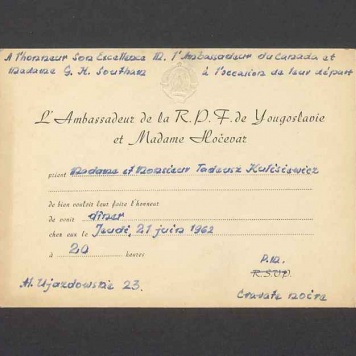 A l'honneur Son Excellence M. l'Ambassadeur du Canada et
Madame G. H. Southam à l'occasion de leur départ
L'Ambassadeur de la R. P. F. de Yougoslavie
et Madame Hočevar
prient Madame et Monsieur Tadeusz Kulisiewicz
de bien vouloir leur faire l'honneur
de venir dîner
chez eux le Jeudi, 21 juin 1962
à 20 heures
P.M.
R.S.V.P.
Al. Ujazdowskie 23.
Cravate noire